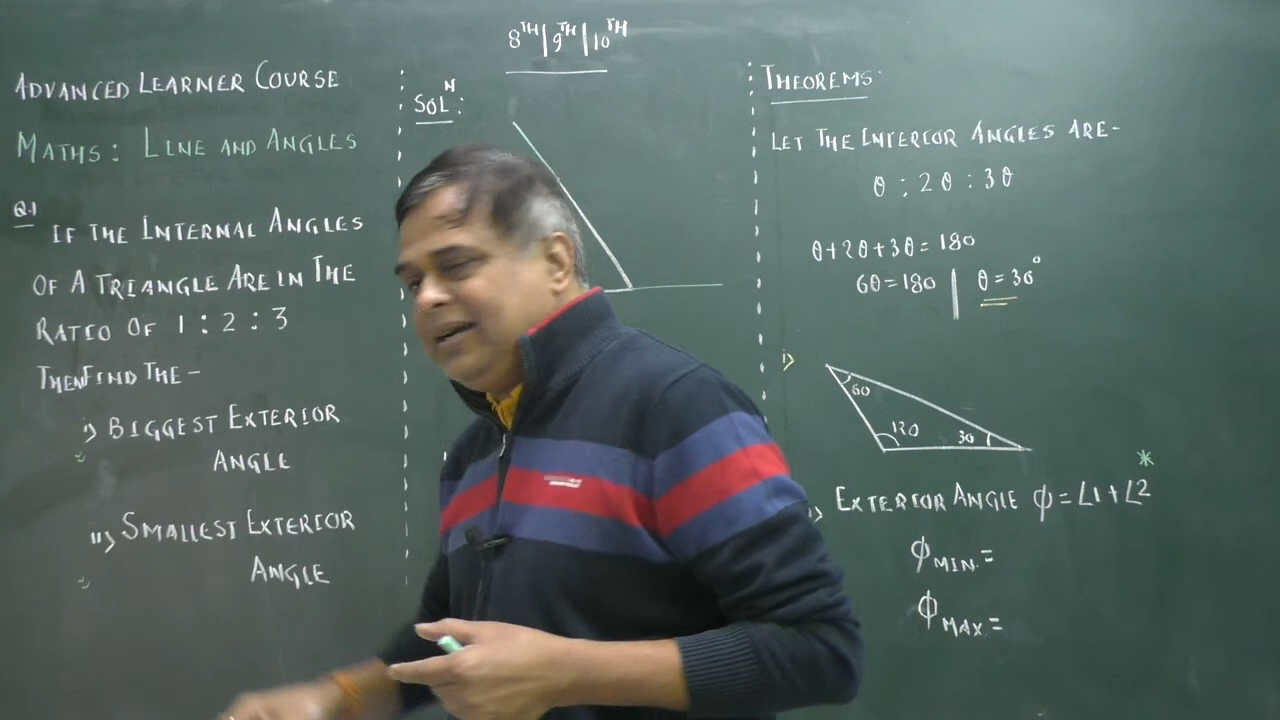 8TH | 9TH | 10TH
ADVANCED LEARNER COURSE
MATHS: LINE AND ANGLES
Q.1 IF THE INTERNAL ANGLES
OF A TRIANGLE ARE IN THE
RATIO OF 1 : 2 : 3
THEN FIND THE -
i) BIGGEST EXTERIOR
ANGLE
ii) SMALLEST EXTERIOR
ANGLE
SOLN:
THEOREMS:
LET THE INTERIOR ANGLES ARE-
θ : 2θ : 3θ
θ+2θ+3θ=180
6θ=180 | θ=30°
i)
60
120
30
*
) EXTERIOR ANGLE ϕ=∠1+∠2
ϕMIN.=
ϕMAX=